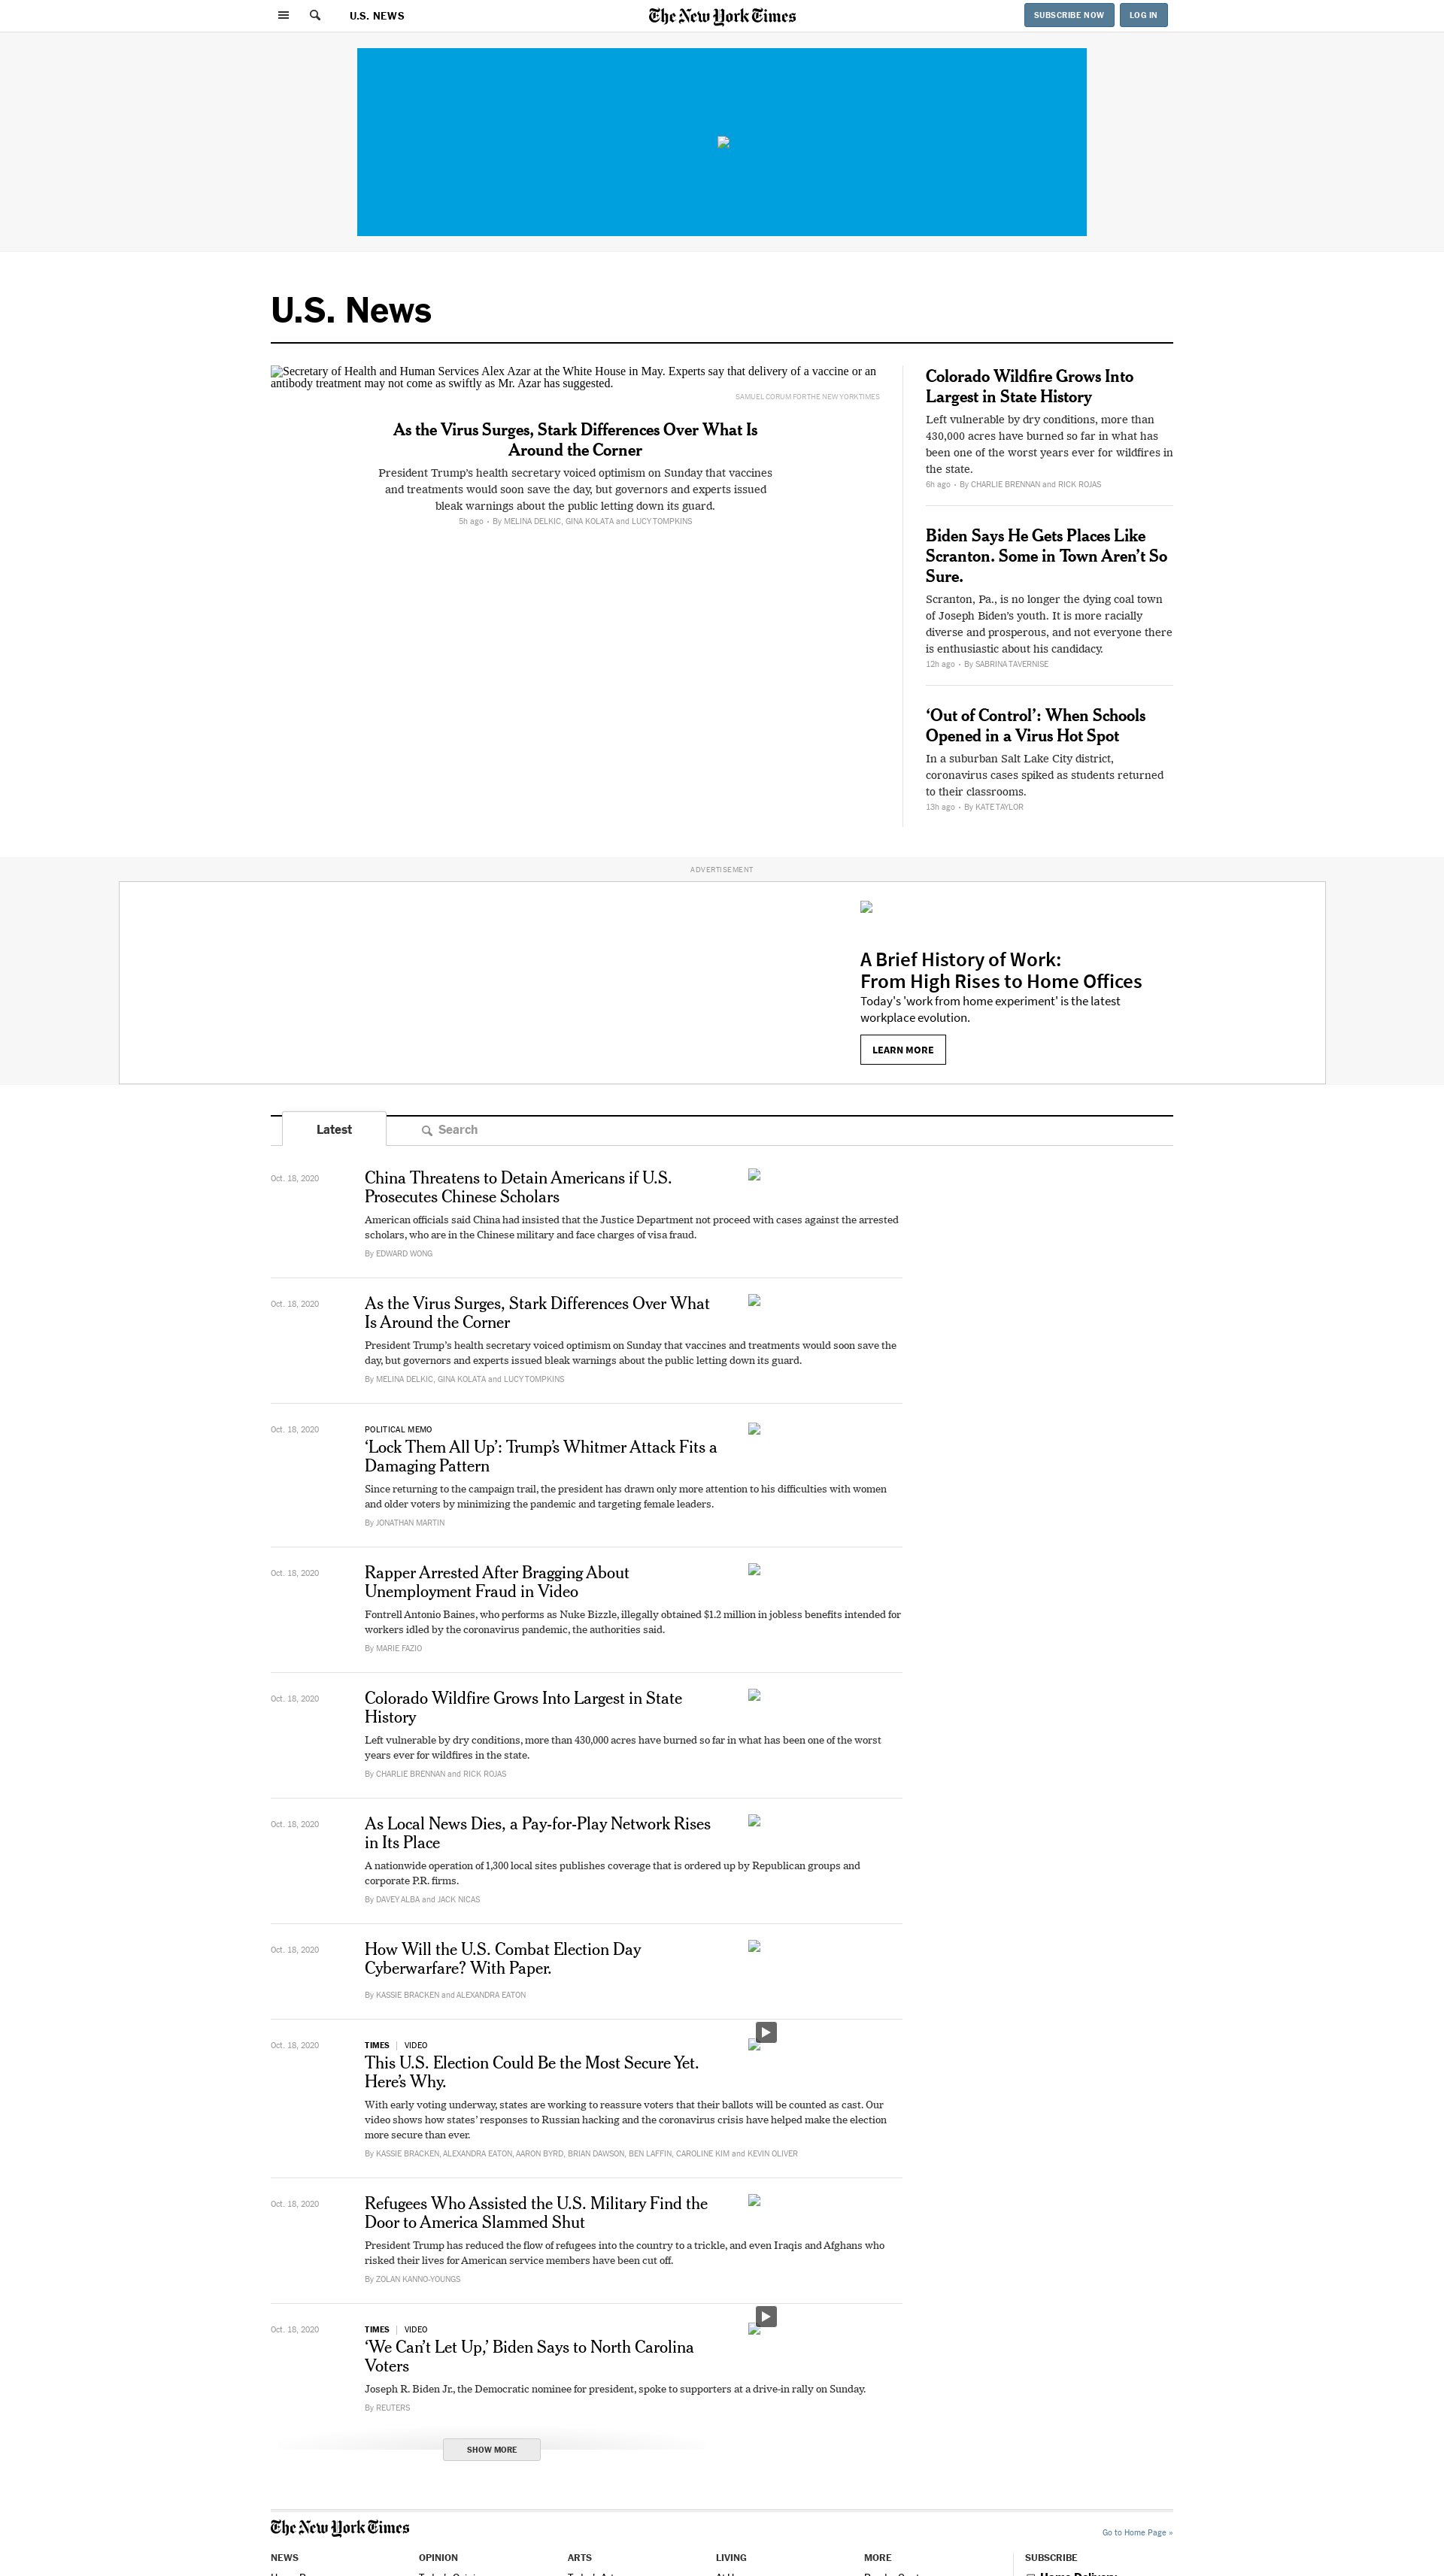 U.S. NEWS
The New York Times
SUBSCRIBE NOW
LOG IN
U.S. News
Secretary of Health and Human Services Alex Azar at the White House in May. Experts say that delivery of a vaccine or an
antibody treatment may not come as swiftly as Mr. Azar has suggested.
SAMUEL CORUM FOR THE NEW YORK TIMES
As the Virus Surges, Stark Differences Over What Is
Around the Corner
President Trump's health secretary voiced optimism on Sunday that vaccines
and treatments would soon save the day, but governors and experts issued
bleak warnings about the public letting down its guard.
5h ago • By MELINA DELKIC, GINA KOLATA and LUCY TOMPKINS
Colorado Wildfire Grows Into
Largest in State History
Left vulnerable by dry conditions, more than
430,000 acres have burned so far in what has
been one of the worst years ever for wildfires in
the state.
6h ago • By CHARLIE BRENNAN and RICK ROJAS
Biden Says He Gets Places Like
Scranton. Some in Town Aren’t So
Sure.
Scranton, Pa., is no longer the dying coal town
of Joseph Biden’s youth. It is more racially
diverse and prosperous, and not everyone there
is enthusiastic about his candidacy.
12h ago • By SABRINA TAVERNISE
‘Out of Control’: When Schools
Opened in a Virus Hot Spot
In a suburban Salt Lake City district,
coronavirus cases spiked as students returned
to their classrooms.
13h ago • By KATE TAYLOR
ADVERTISEMENT
A Brief History of Work:
From High Rises to Home Offices
Today's 'work from home experiment' is the latest
workplace evolution.
LEARN MORE
Latest
Search
Oct. 18, 2020
China Threatens to Detain Americans if U.S.
Prosecutes Chinese Scholars
American officials said China had insisted that the Justice Department not proceed with cases against the arrested
scholars, who are in the Chinese military and face charges of visa fraud.
By EDWARD WONG
Oct. 18, 2020
As the Virus Surges, Stark Differences Over What
Is Around the Corner
President Trump’s health secretary voiced optimism on Sunday that vaccines and treatments would soon save the
day, but governors and experts issued bleak warnings about the public letting down its guard.
By MELINA DELKIC, GINA KOLATA and LUCY TOMPKINS
Oct. 18, 2020
POLITICAL MEMO
‘Lock Them All Up’: Trump’s Whitmer Attack Fits a
Damaging Pattern
Since returning to the campaign trail, the president has drawn only more attention to his difficulties with women
and older voters by minimizing the pandemic and targeting female leaders.
By JONATHAN MARTIN
Oct. 18, 2020
Rapper Arrested After Bragging About
Unemployment Fraud in Video
Fontrell Antonio Baines, who performs as Nuke Bizzle, illegally obtained $1.2 million in jobless benefits intended for
workers idled by the coronavirus pandemic, the authorities said.
By MARIE FAZIO
Oct. 18, 2020
Colorado Wildfire Grows Into Largest in State
History
Left vulnerable by dry conditions, more than 430,000 acres have burned so far in what has been one of the worst
years ever for wildfires in the state.
By CHARLIE BRENNAN and RICK ROJAS
Oct. 18, 2020
As Local News Dies, a Pay-for-Play Network Rises
in Its Place
A nationwide operation of 1,300 local sites publishes coverage that is ordered up by Republican groups and
corporate P.R. firms.
By DAVEY ALBA and JACK NICAS
Oct. 18, 2020
How Will the U.S. Combat Election Day
Cyberwarfare? With Paper.
By KASSIE BRACKEN and ALEXANDRA EATON
Oct. 18, 2020
TIMES | VIDEO
This U.S. Election Could Be the Most Secure Yet.
Here’s Why.
With early voting underway, states are working to reassure voters that their ballots will be counted as cast. Our
video shows how states’ responses to Russian hacking and the coronavirus crisis have helped make the election
more secure than ever.
By KASSIE BRACKEN, ALEXANDRA EATON, AARON BYRD, BRIAN DAWSON, BEN LAFFIN, CAROLINE KIM and KEVIN OLIVER
Oct. 18, 2020
Refugees Who Assisted the U.S. Military Find the
Door to America Slammed Shut
President Trump has reduced the flow of refugees into the country to a trickle, and even Iraqis and Afghans who
risked their lives for American service members have been cut off.
By ZOLAN KANNO-YOUNGS
Oct. 18, 2020
TIMES | VIDEO
‘We Can’t Let Up,’ Biden Says to North Carolina
Voters
Joseph R. Biden Jr., the Democratic nominee for president, spoke to supporters at a drive-in rally on Sunday.
By REUTERS
SHOW MORE
The New York Times
Go to Home Page »
NEWS
OPINION
ARTS
LIVING
MORE
SUBSCRIBE